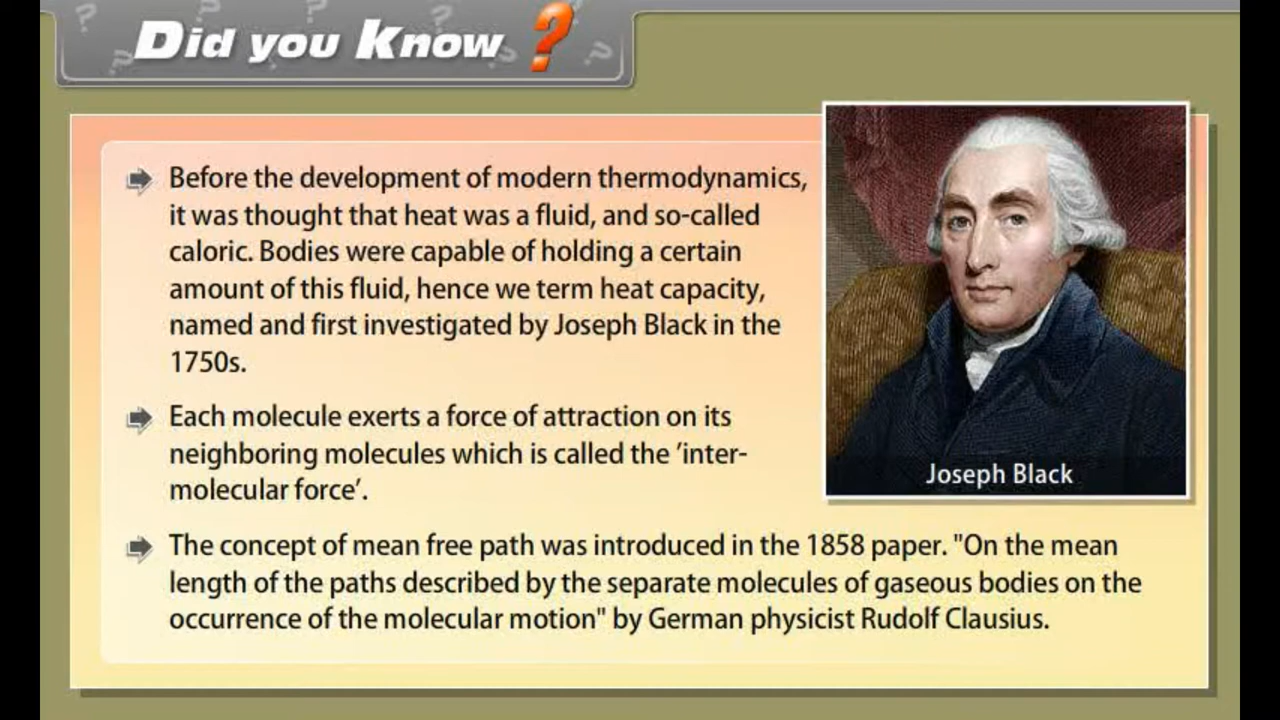 Did you Know ?
Before the development of modern thermodynamics,
it was thought that heat was a fluid, and so-called
caloric. Bodies were capable of holding a certain
amount of this fluid, hence we term heat capacity,
named and first investigated by Joseph Black in the
1750s.
Each molecule exerts a force of attraction on its
neighboring molecules which is called the ‘inter-
molecular force’.
Joseph Black
The concept of mean free path was introduced in the 1858 paper. "On the mean
length of the paths described by the separate molecules of gaseous bodies on the
occurrence of the molecular motion" by German physicist Rudolf Clausius.